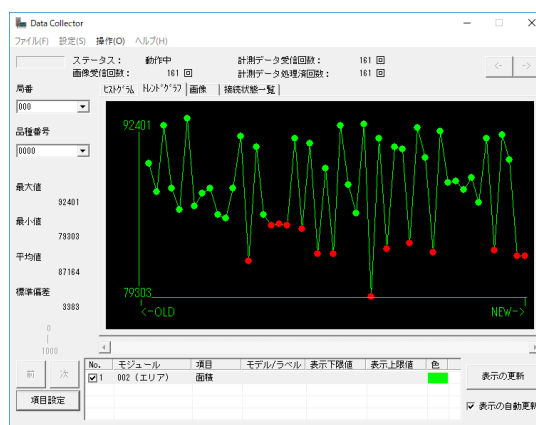 Data Collector
ファイル(F) 設定(S) 操作(O) ヘルプ(H)
ステータス： 動作中 計測データ受信回数： 161 回
画像受信回数： 161 回 計測データ処理済回数： 161 回
<- ->
局番
000
ヒストグラム トレンドグラフ 画像 接続状態一覧
品種番号
0000
最大値
92401
最小値
79303
平均値
87164
標準偏差
3383
0
|
1000
92401
79303
<-OLD NEW->
前 次
項目設定
No. モジュール 項目 モデル/ラベル 表示下限値 表示上限値 色
1 002（エリア） 面積
表示の更新
表示の自動更新